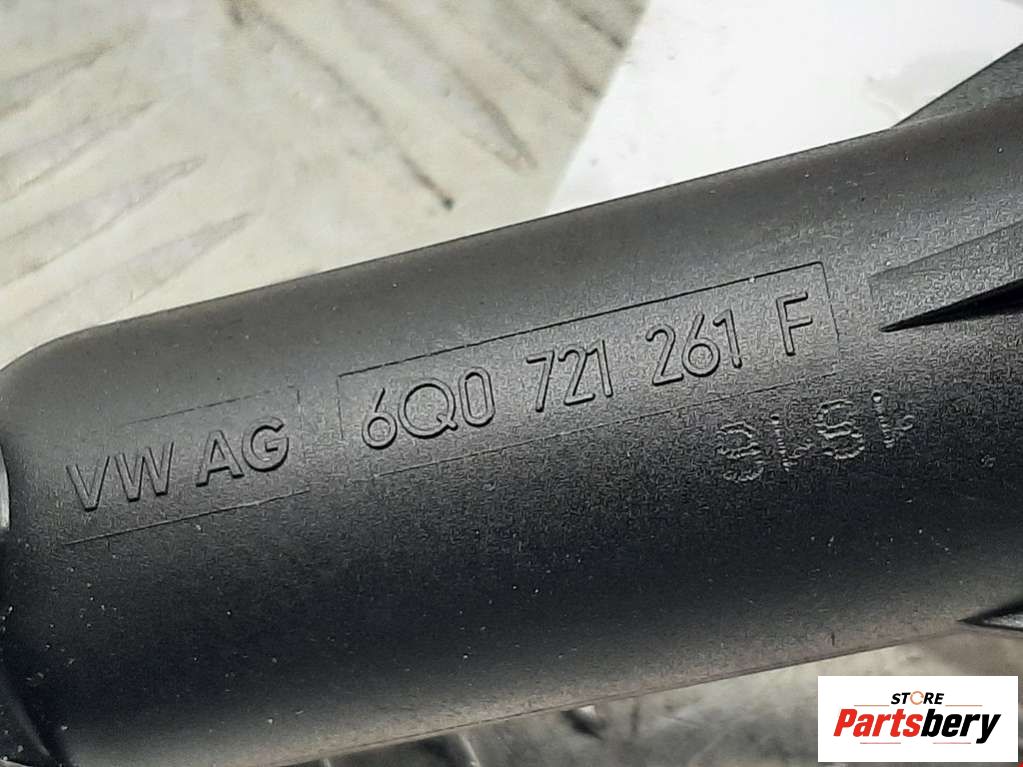 VW AG 6Q0 721 261 F
STORE
Partsbery